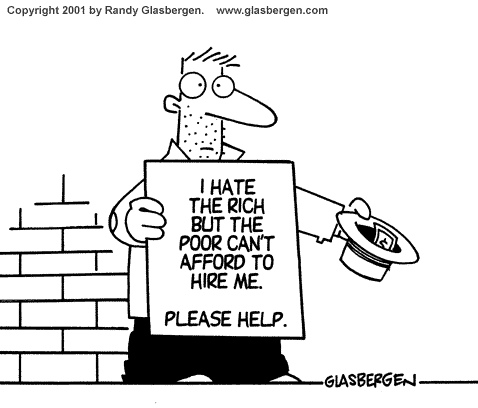 Copyright 2001 by Randy Glasbergen.    www.glasbergen.com
I HATE
THE RICH
BUT THE
POOR CAN'T
AFFORD TO
HIRE ME.
PLEASE HELP.
GLASBERGEN